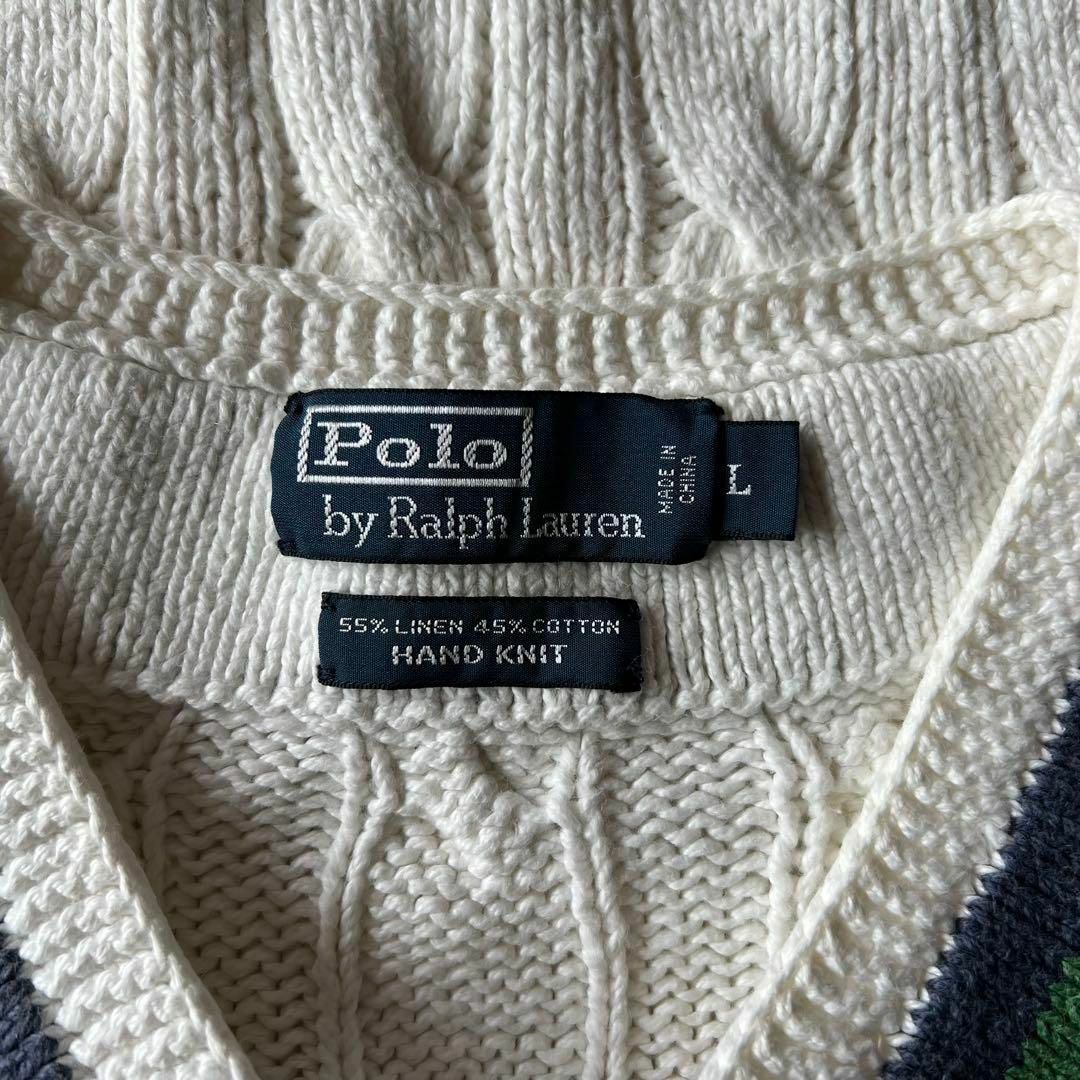 Polo
by Ralph Lauren
MADE IN
CHINA
L
55% LINEN 45% COTTON
HAND KNIT